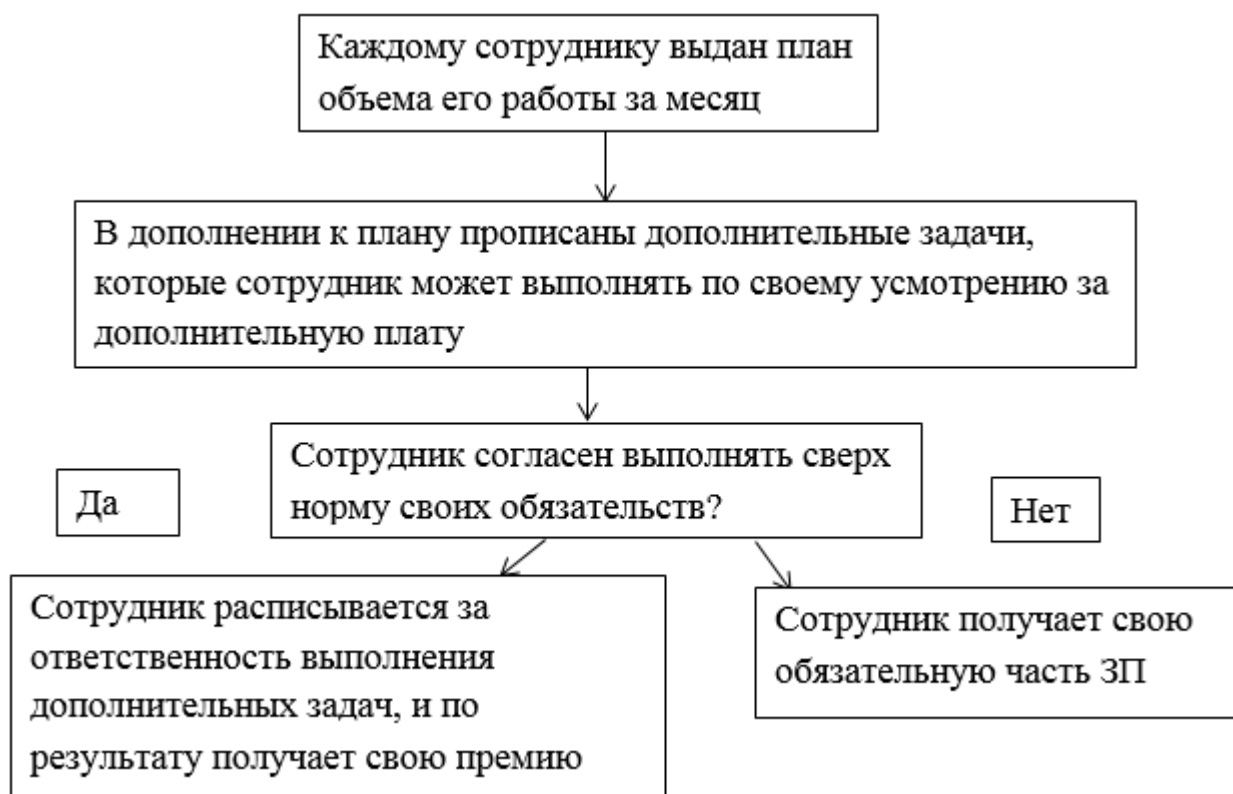 Каждому сотруднику выдан план
объема его работы за месяц
В дополнении к плану прописаны дополнительные задачи,
которые сотрудник может выполнять по своему усмотрению за
дополнительную плату
Сотрудник согласен выполнять сверх
норму своих обязательств?
Да
Нет
Сотрудник расписывается за
ответственность выполнения
дополнительных задач, и по
результату получает свою премию
Сотрудник получает свою
обязательную часть ЗП